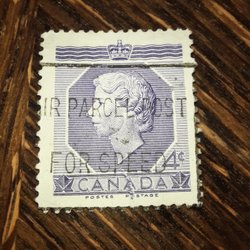 IR PARCEL POST
FOR SPEED
4¢
CANADA
POSTES POSTAGE